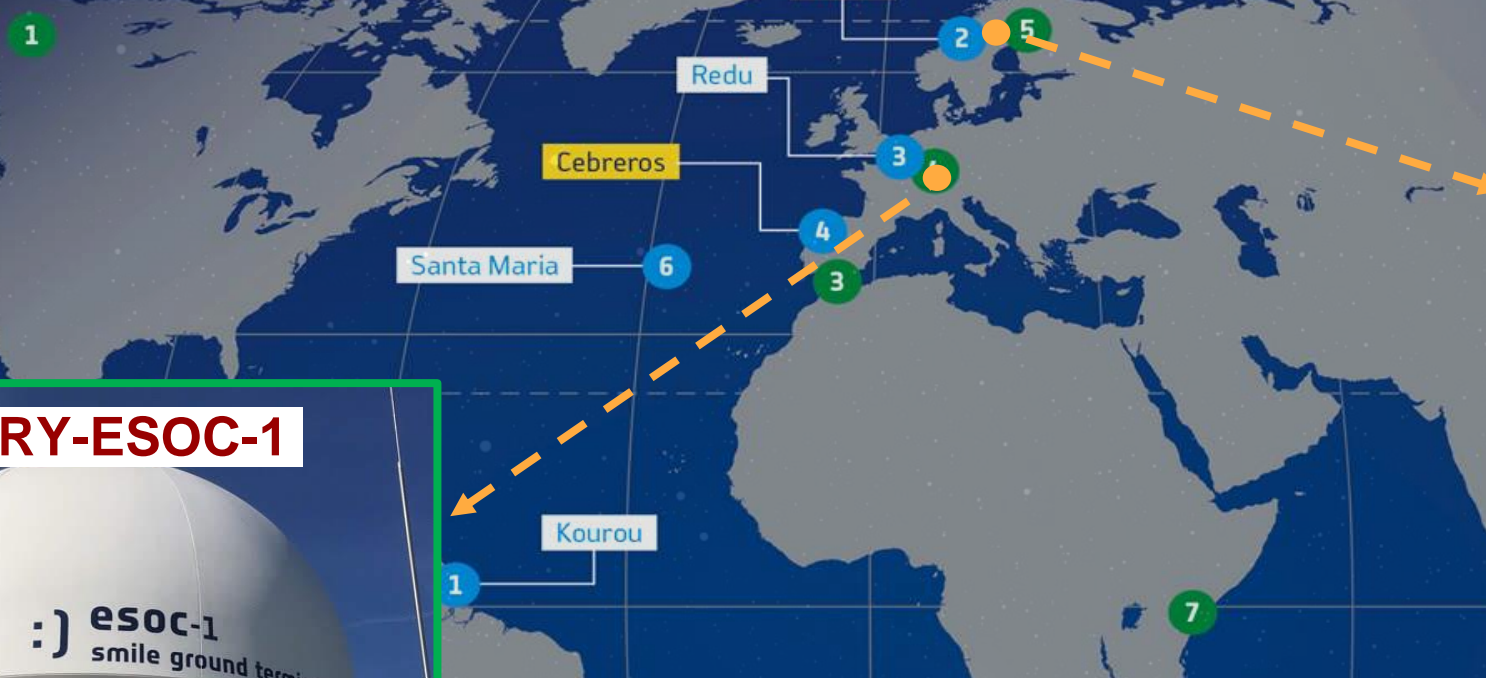 1
2
5
Redu
3
Cebreros
4
Santa Maria
6
3
RY-ESOC-1
Kourou
1
7
:) esoc-1
smile ground